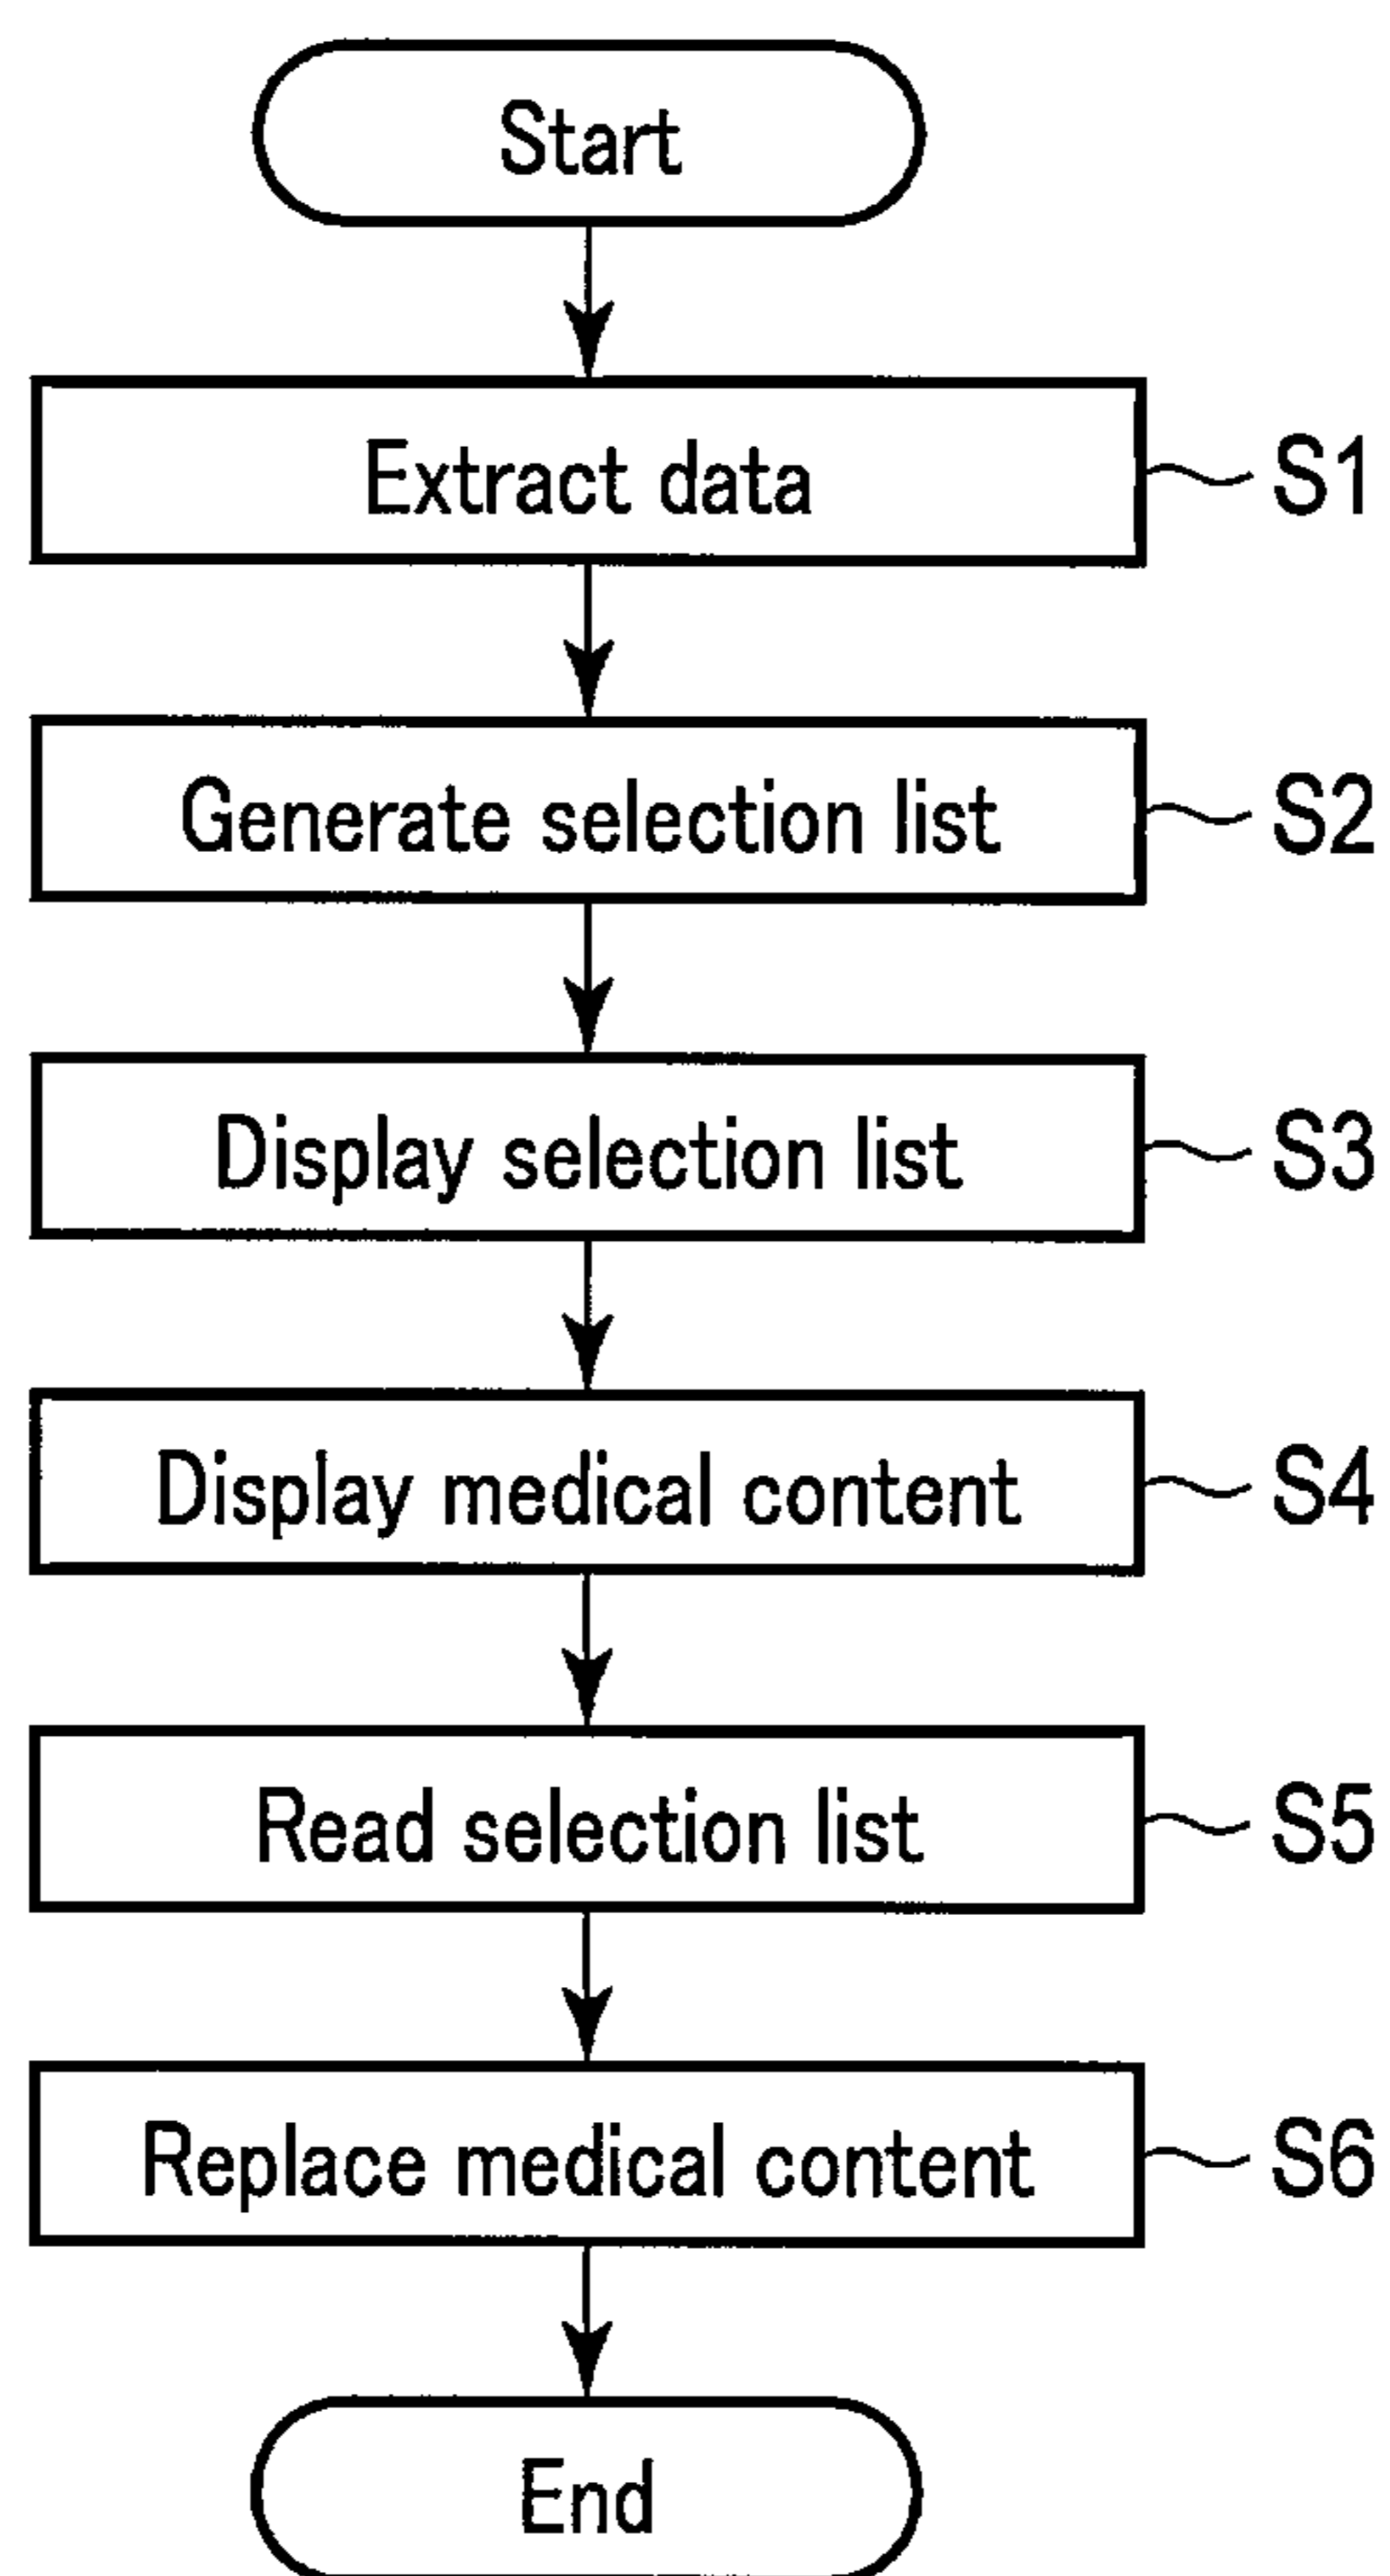 Start
Extract data S1
Generate selection list S2
Display selection list S3
Display medical content S4
Read selection list S5
Replace medical content S6
End